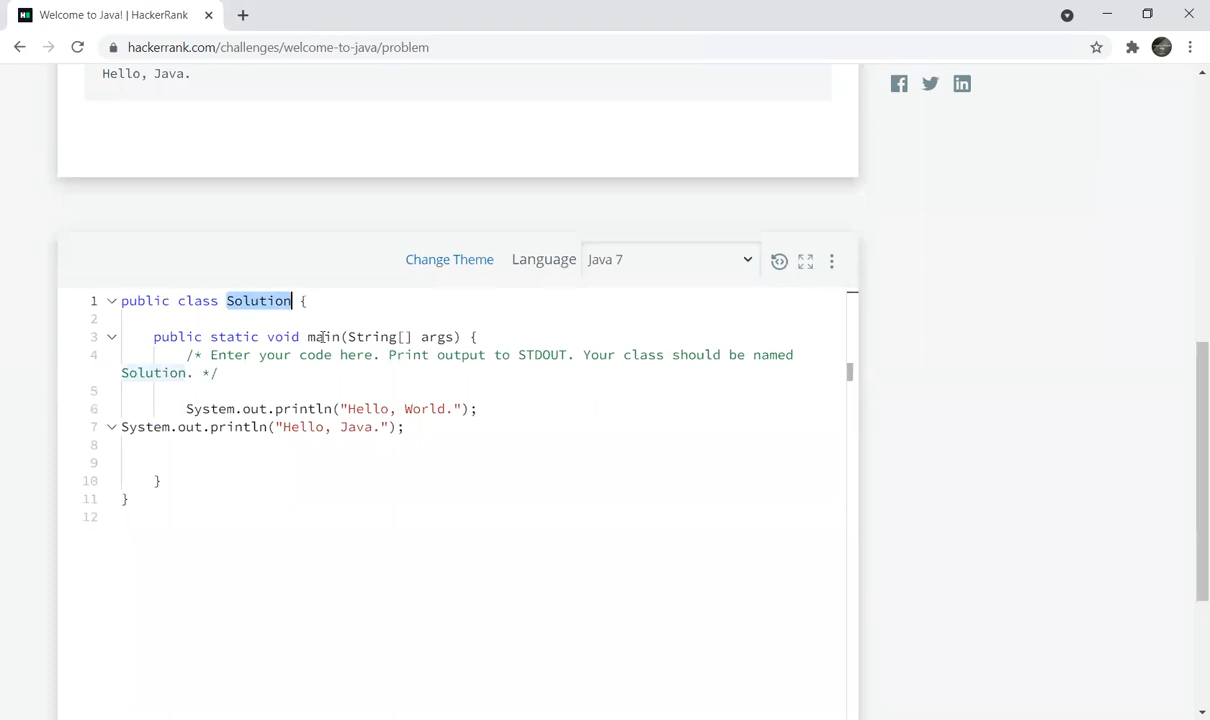 Welcome to Java! | HackerRank
hackerrank.com/challenges/welcome-to-java/problem
Hello, Java.
Change Theme Language Java 7
1 public class Solution {
2
3 public static void main(String[] args) {
4 /* Enter your code here. Print output to STDOUT. Your class should be named
Solution. */
5
6 System.out.println("Hello, World.");
7 System.out.println("Hello, Java.");
8
9
10 }
11 }
12